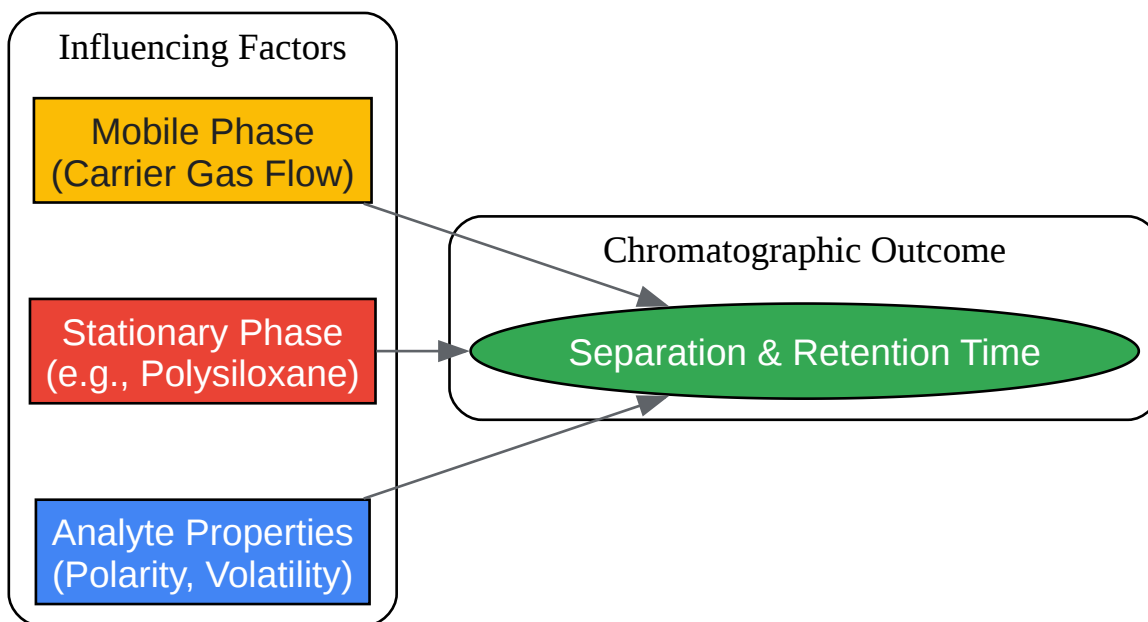 Influencing Factors
Mobile Phase
(Carrier Gas Flow)
Stationary Phase
(e.g., Polysiloxane)
Analyte Properties
(Polarity, Volatility)
Chromatographic Outcome
Separation & Retention Time